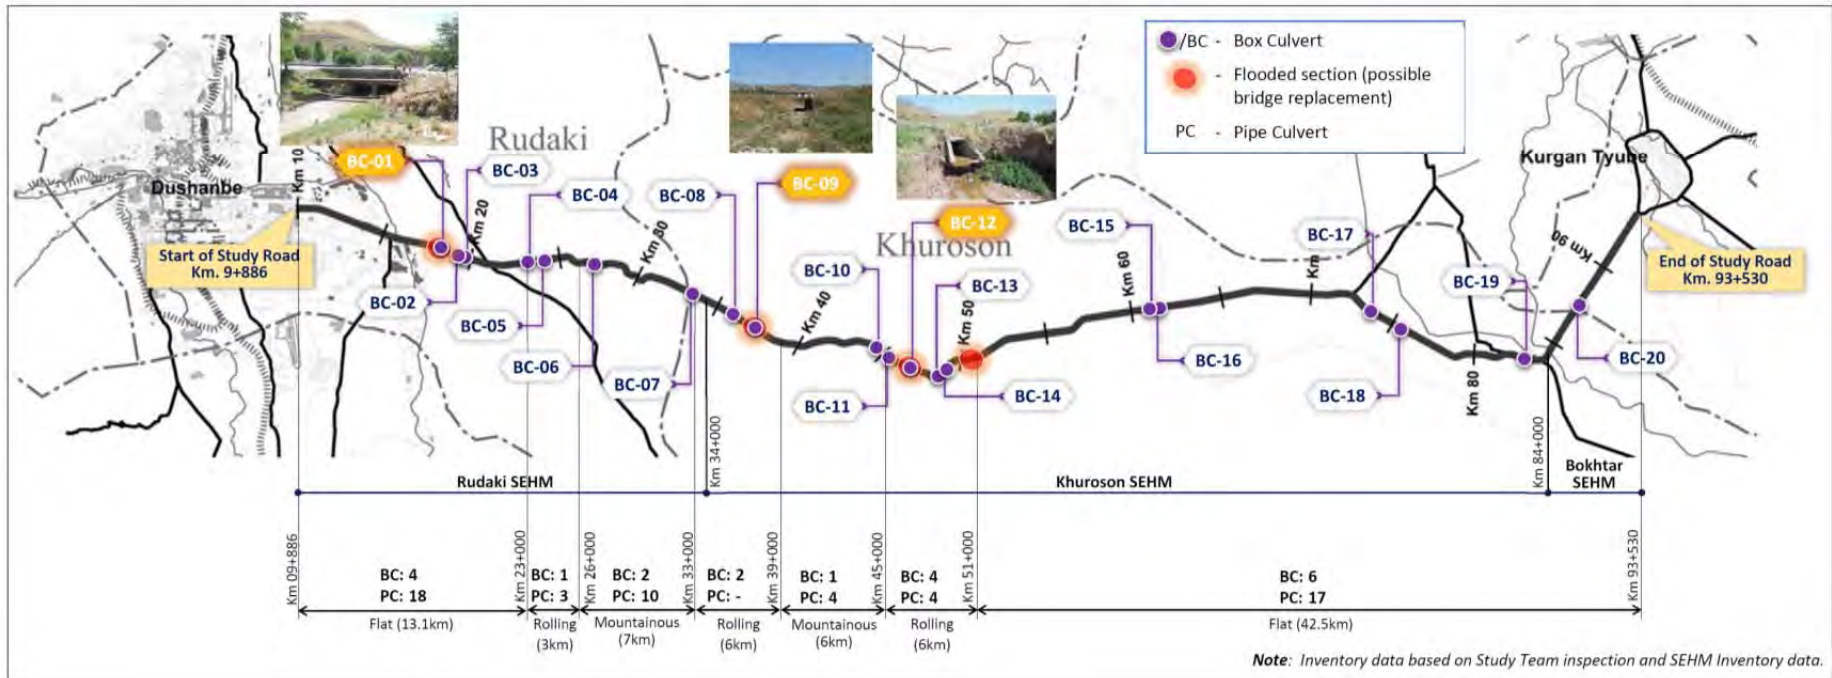 /BC - Box Culvert
- Flooded section (possible
bridge replacement)
PC - Pipe Culvert
Rudaki
Khuroson
Dushanbe
Kurgan Tyube
Start of Study Road
Km. 9+886
End of Study Road
Km. 93+530
BC-01
BC-03
BC-04
BC-08
BC-09
BC-12
BC-10
BC-13
BC-15
BC-17
BC-19
BC-02
BC-05
BC-06
BC-07
BC-11
BC-14
BC-16
BC-18
BC-20
Km 10
Km 20
Km 30
Km 40
Km 50
Km 60
Km
Km 80
Km 90
Km 34+000
Km 84+000
Rudaki SEHM
Khuroson SEHM
Bokhtar
SEHM
Km 09+886
Km 23+000
Km 26+000
Km 33+000
Km 39+000
Km 45+000
Km 51+000
Km 93+530
BC: 4
PC: 18
Flat (13.1km)
BC: 1
PC: 3
Rolling
(3km)
BC: 2
PC: 10
Mountainous
(7km)
BC: 2
PC: -
Rolling
(6km)
BC: 1
PC: 4
Mountainous
(6km)
BC: 4
PC: 4
Rolling
(6km)
BC: 6
PC: 17
Flat (42.5km)
Note: Inventory data based on Study Team inspection and SEHM Inventory data.